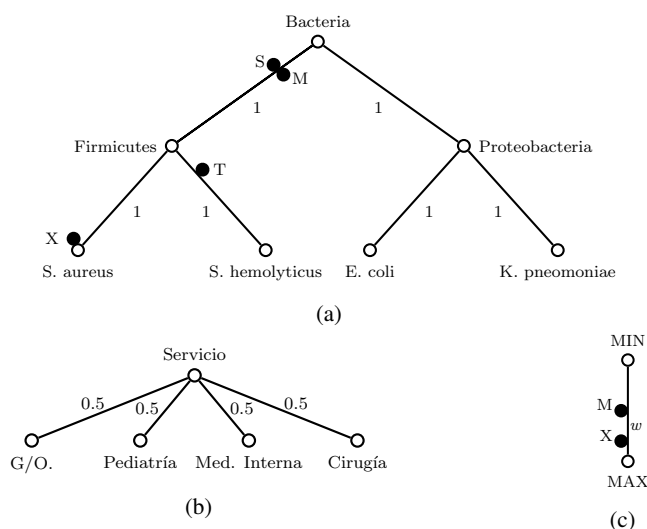 Bacteria
S
M
1
1
Firmicutes
Proteobacteria
T
1
1
1
1
X
S. aureus
S. hemolyticus
E. coli
K. pneomoniae
(a)
Servicio
0.5
0.5
0.5
0.5
G/O.
Pediatría
Med. Interna
Cirugía
(b)
MIN
M
w
X
MAX
(c)